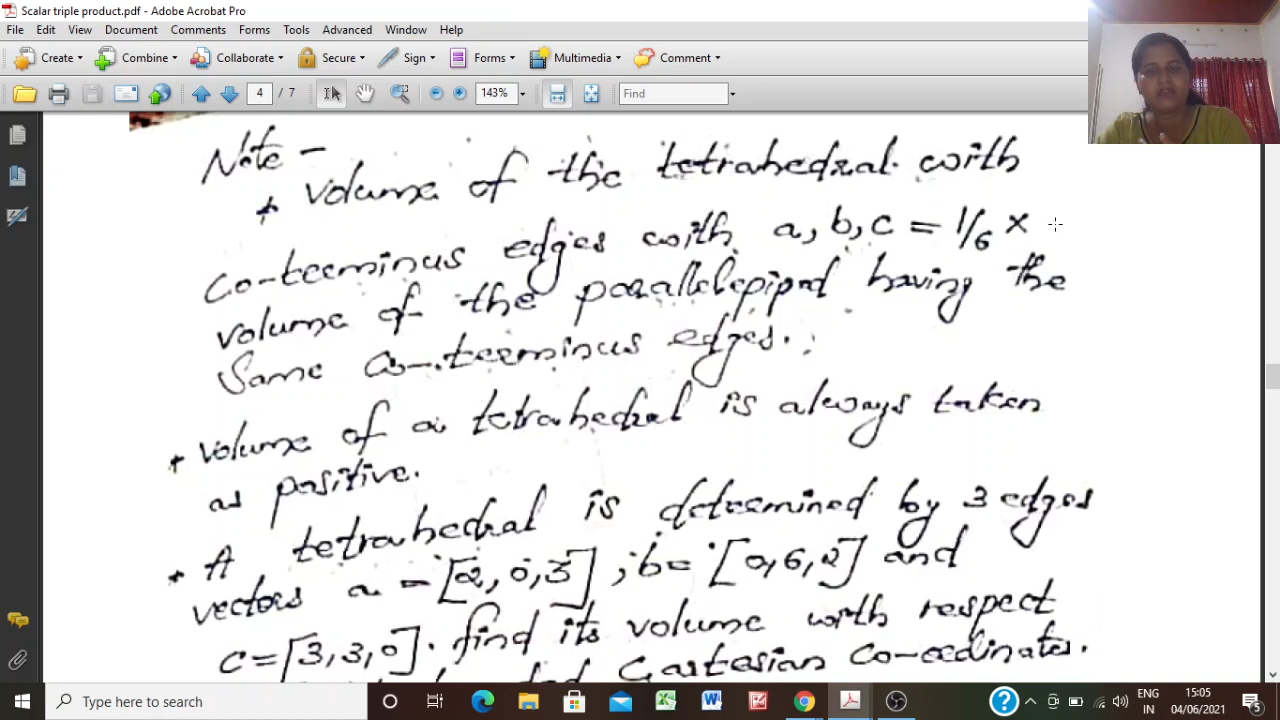 Scalar triple product.pdf - Adobe Acrobat Pro
File Edit View Document Comments Forms Tools Advanced Window Help
Create Combine Collaborate Secure Sign Forms Multimedia Comment
4 / 7 143% Find
Note -
+ volume of the tetrahedral with
co-terminus edges with a, b, c = 1/6 ×
volume of the parallelepiped having the
same co-terminus edges.
+ volume of a tetrahedral is always taken
as positive.
+ A tetrahedral is determined by 3 edges
vectors a = [2, 0, 3] ; b = [0, 6, 2] and
c = [3, 3, 0]. find its volume with respect
Cartesian co-ordinates.
Type here to search
ENG 15:05
IN 04/06/2021 5